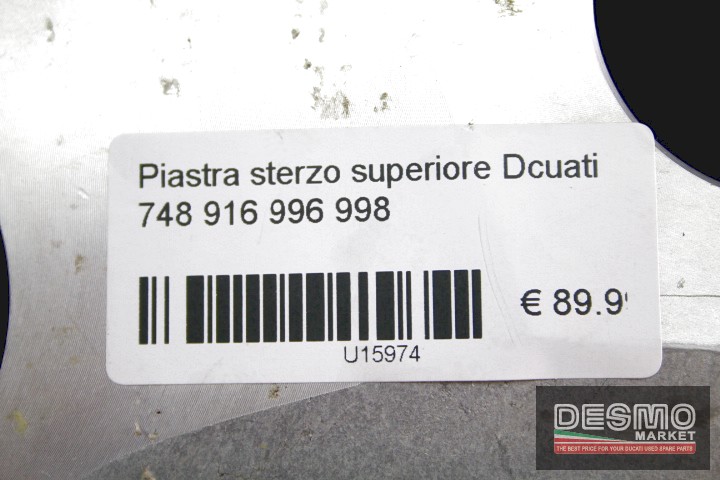 Piastra sterzo superiore Dcuati
748 916 996 998
€ 89.9
U15974
DESMO
MARKET
THE BEST PRICE FOR YOUR DUCATI USED SPARE PARTS